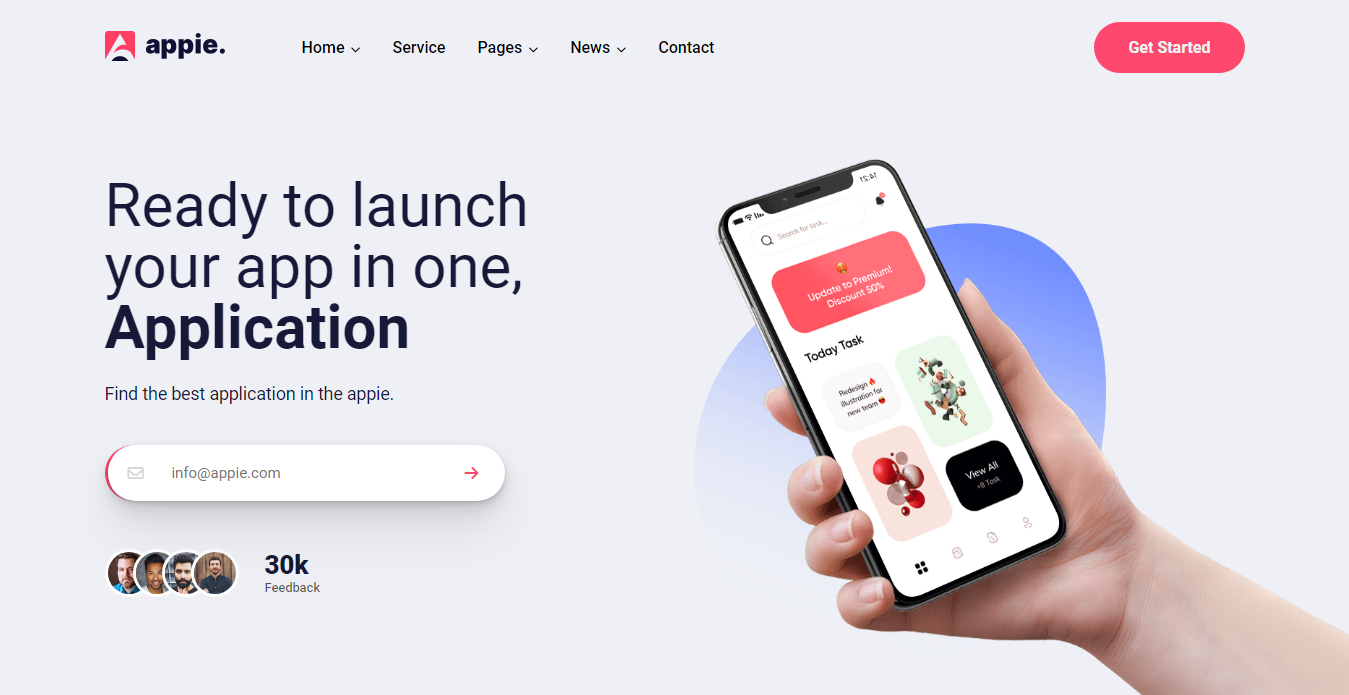 appie.
Home
Service
Pages
News
Contact
Get Started
Ready to launch
your app in one,
Application
Find the best application in the appie.
info@appie.com
30k
Feedback
14:21
Search for task...
Update to Premium!
Discount 50%
Today Task
Redesign 🔥
illustration for
new team 😍
View All
+8 Task